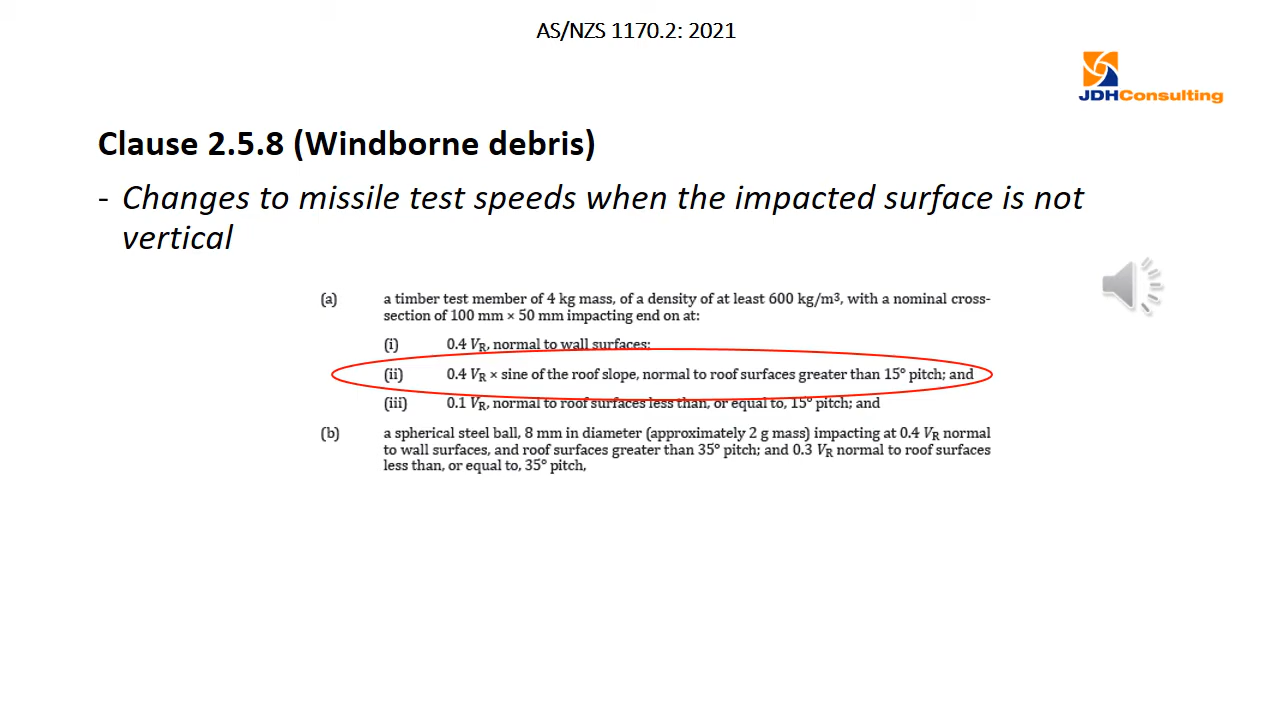 AS/NZS 1170.2: 2021
JDHConsulting
Clause 2.5.8 (Windborne debris)
- Changes to missile test speeds when the impacted surface is not
vertical
(a) a timber test member of 4 kg mass, of a density of at least 600 kg/m³, with a nominal cross-
section of 100 mm × 50 mm impacting end on at:
(i) 0.4 VR, normal to wall surfaces;
(ii) 0.4 VR × sine of the roof slope, normal to roof surfaces greater than 15° pitch; and
(iii) 0.1 VR, normal to roof surfaces less than, or equal to, 15° pitch; and
(b) a spherical steel ball, 8 mm in diameter (approximately 2 g mass) impacting at 0.4 VR normal
to wall surfaces, and roof surfaces greater than 35° pitch; and 0.3 VR normal to roof surfaces
less than, or equal to, 35° pitch,